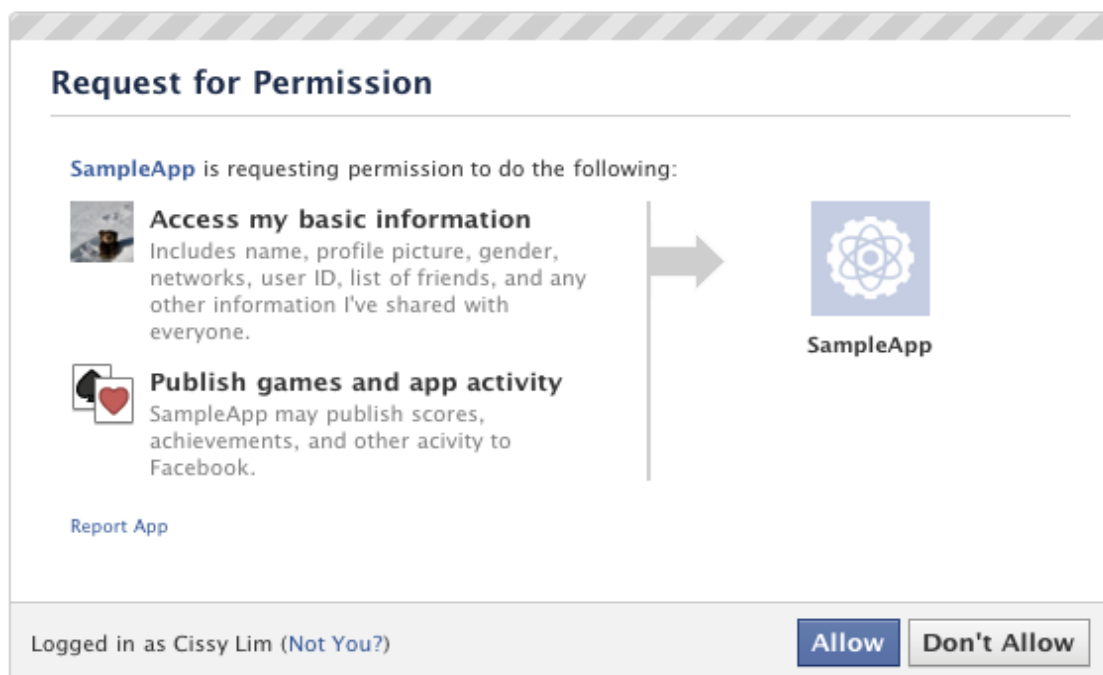 Request for Permission
SampleApp is requesting permission to do the following:
Access my basic information
Includes name, profile picture, gender,
networks, user ID, list of friends, and any
other information I've shared with
everyone.
SampleApp
Publish games and app activity
SampleApp may publish scores,
achievements, and other acivity to
Facebook.
Report App
Logged in as Cissy Lim (Not You?)
Allow
Don't Allow